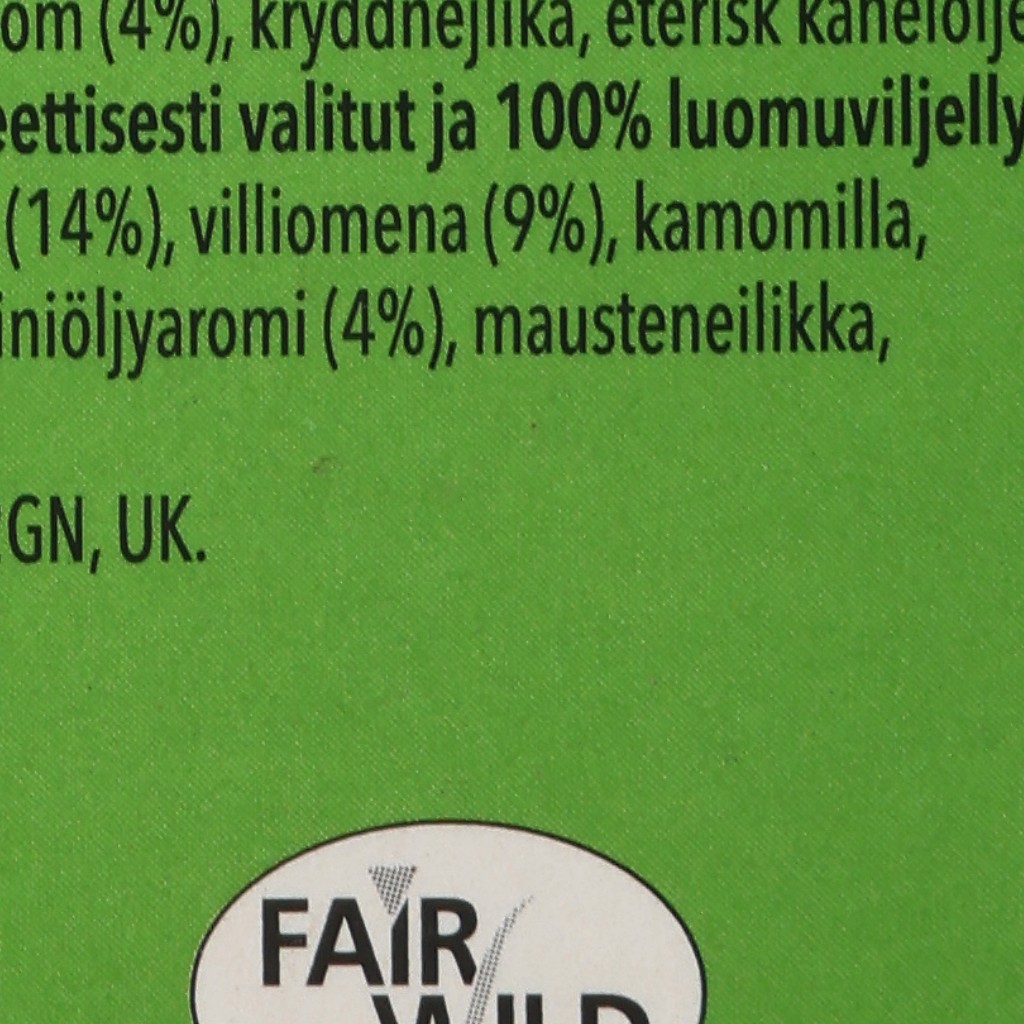 om (4%), kryddnejlika, eterisk kanelolje
eettisesti valitut ja 100% luomuviljelly
(14%), villiomena (9%), kamomilla,
iniöljyaromi (4%), mausteneilikka,
GN, UK.
FAIR
WILD